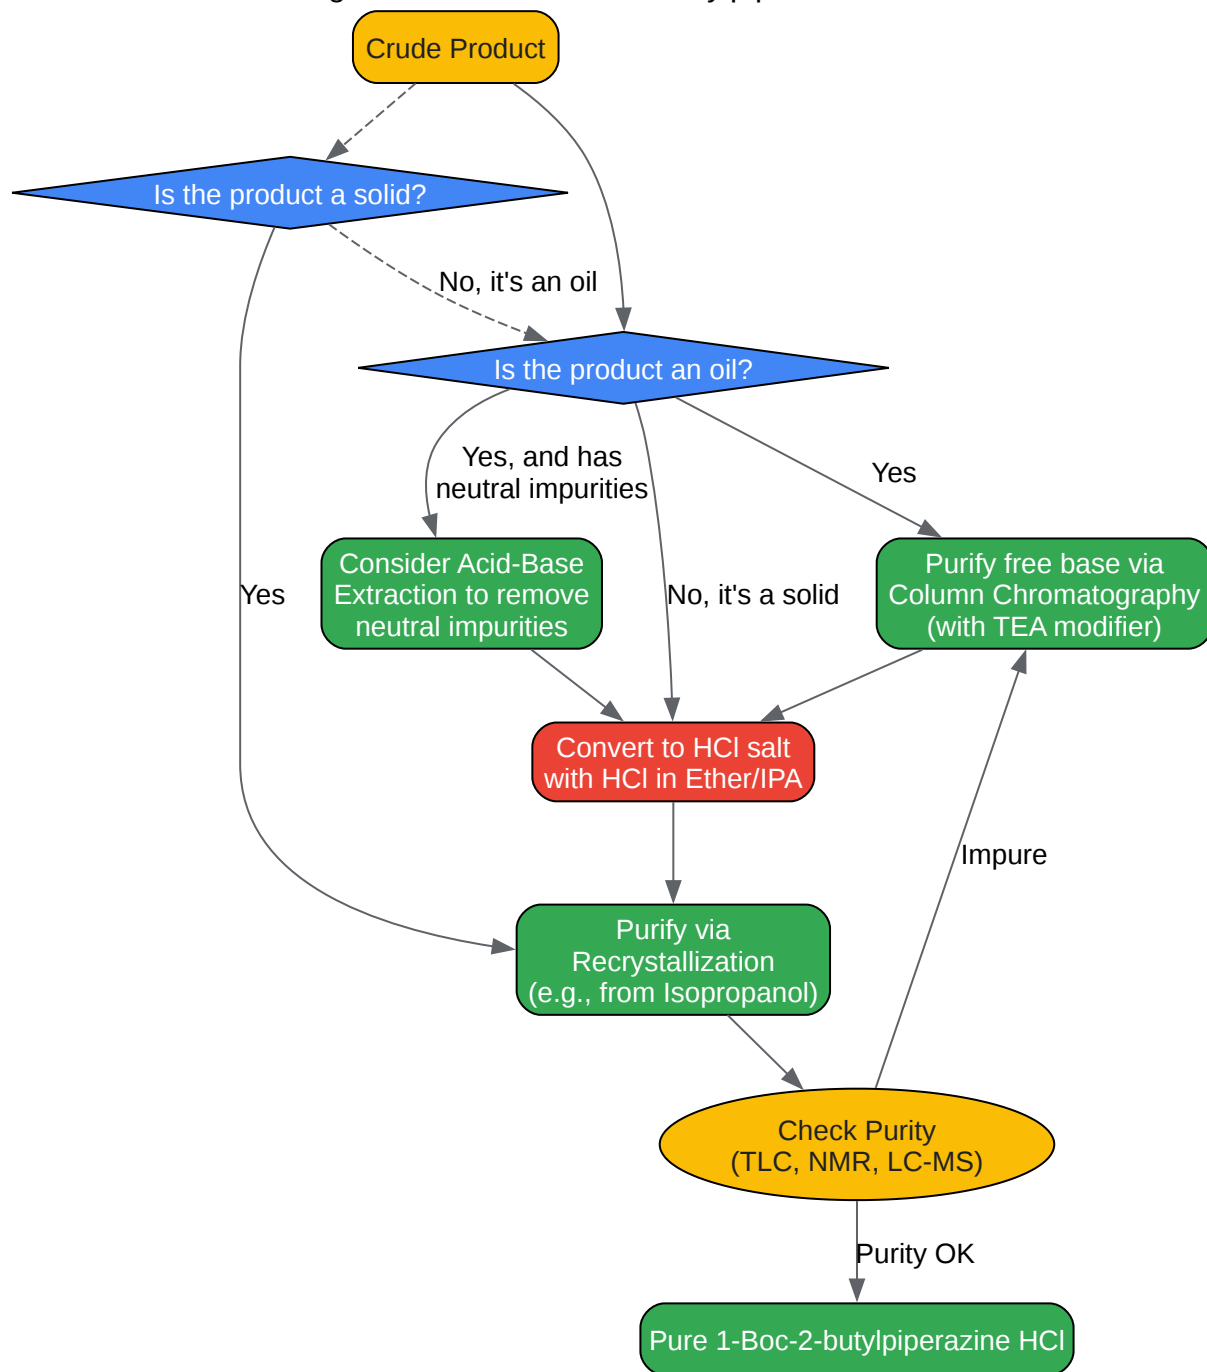 Crude Product
Is the product a solid?
No, it's an oil
Is the product an oil?
Yes, and has
neutral impurities
Yes
Consider Acid-Base
Extraction to remove
neutral impurities
Yes
No, it's a solid
Purify free base via
Column Chromatography
(with TEA modifier)
Convert to HCl salt
with HCl in Ether/IPA
Impure
Purify via
Recrystallization
(e.g., from Isopropanol)
Check Purity
(TLC, NMR, LC-MS)
Purity OK
Pure 1-Boc-2-butylpiperazine HCl